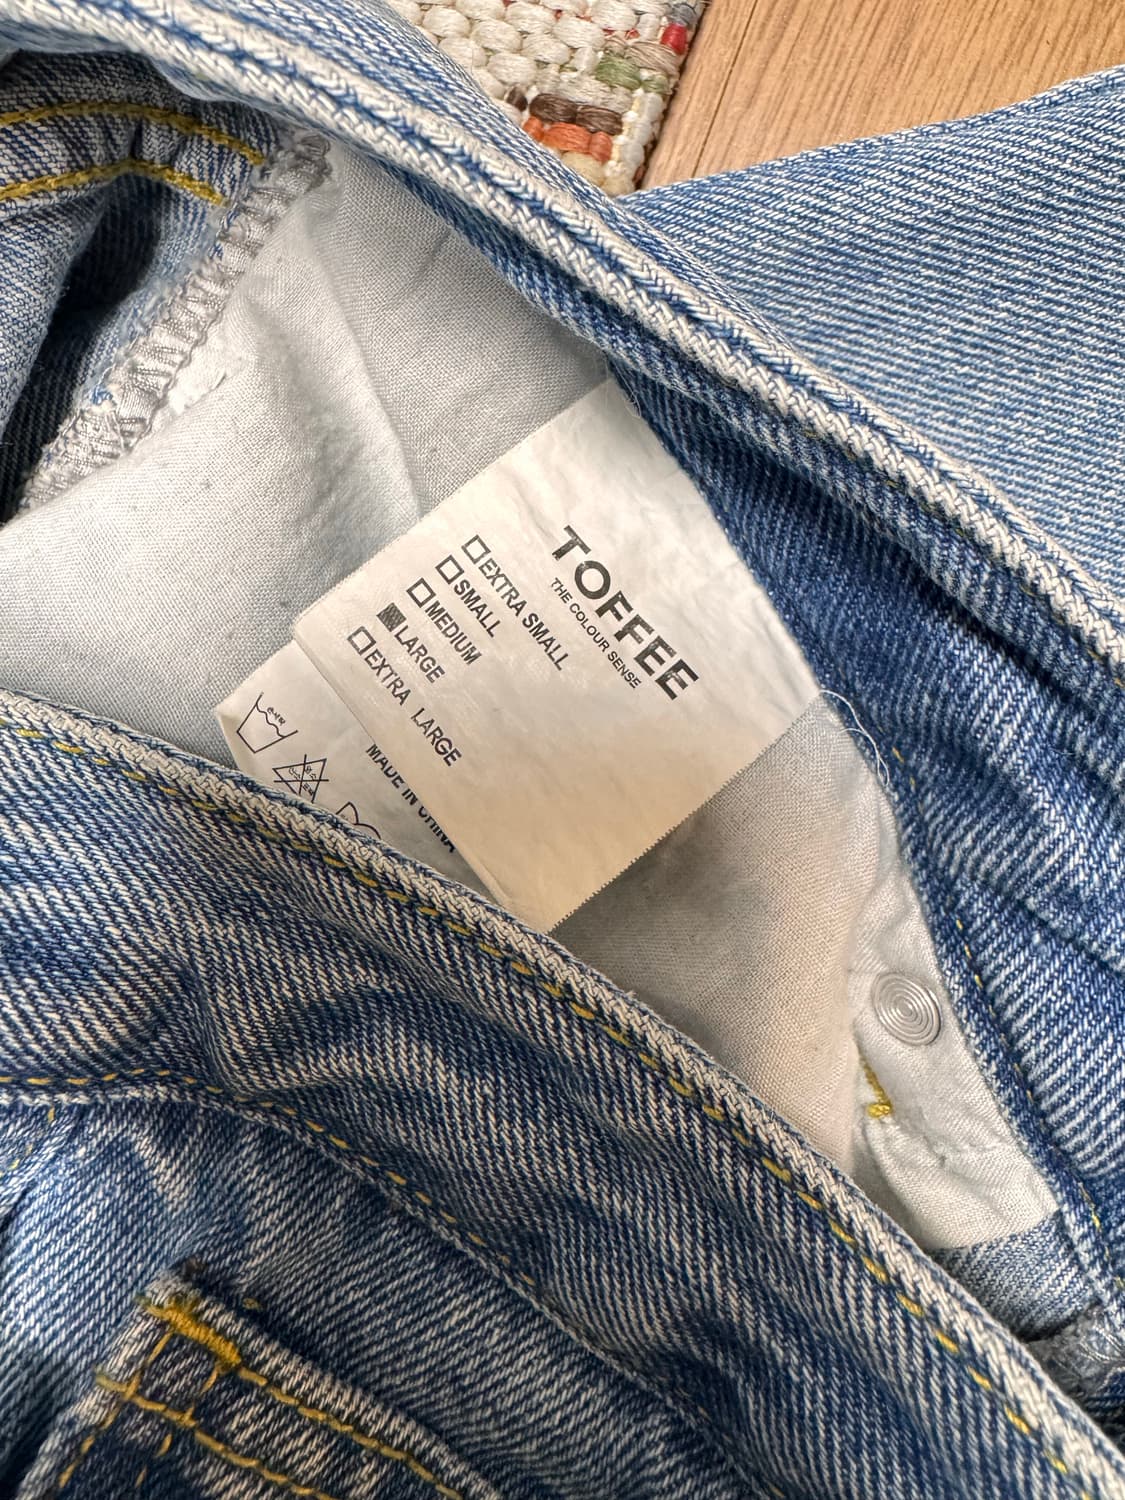 TOFFEE
THE COLOUR SENSE
EXTRA SMALL
SMALL
MEDIUM
LARGE
EXTRA LARGE
MADE IN CHINA